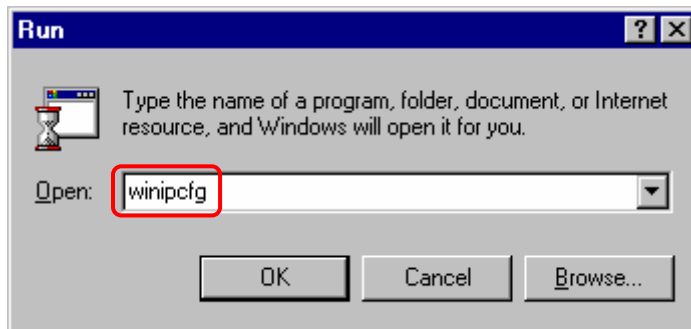 Run
Type the name of a program, folder, document, or Internet
resource, and Windows will open it for you.
Open: winipcfg
OK Cancel Browse...